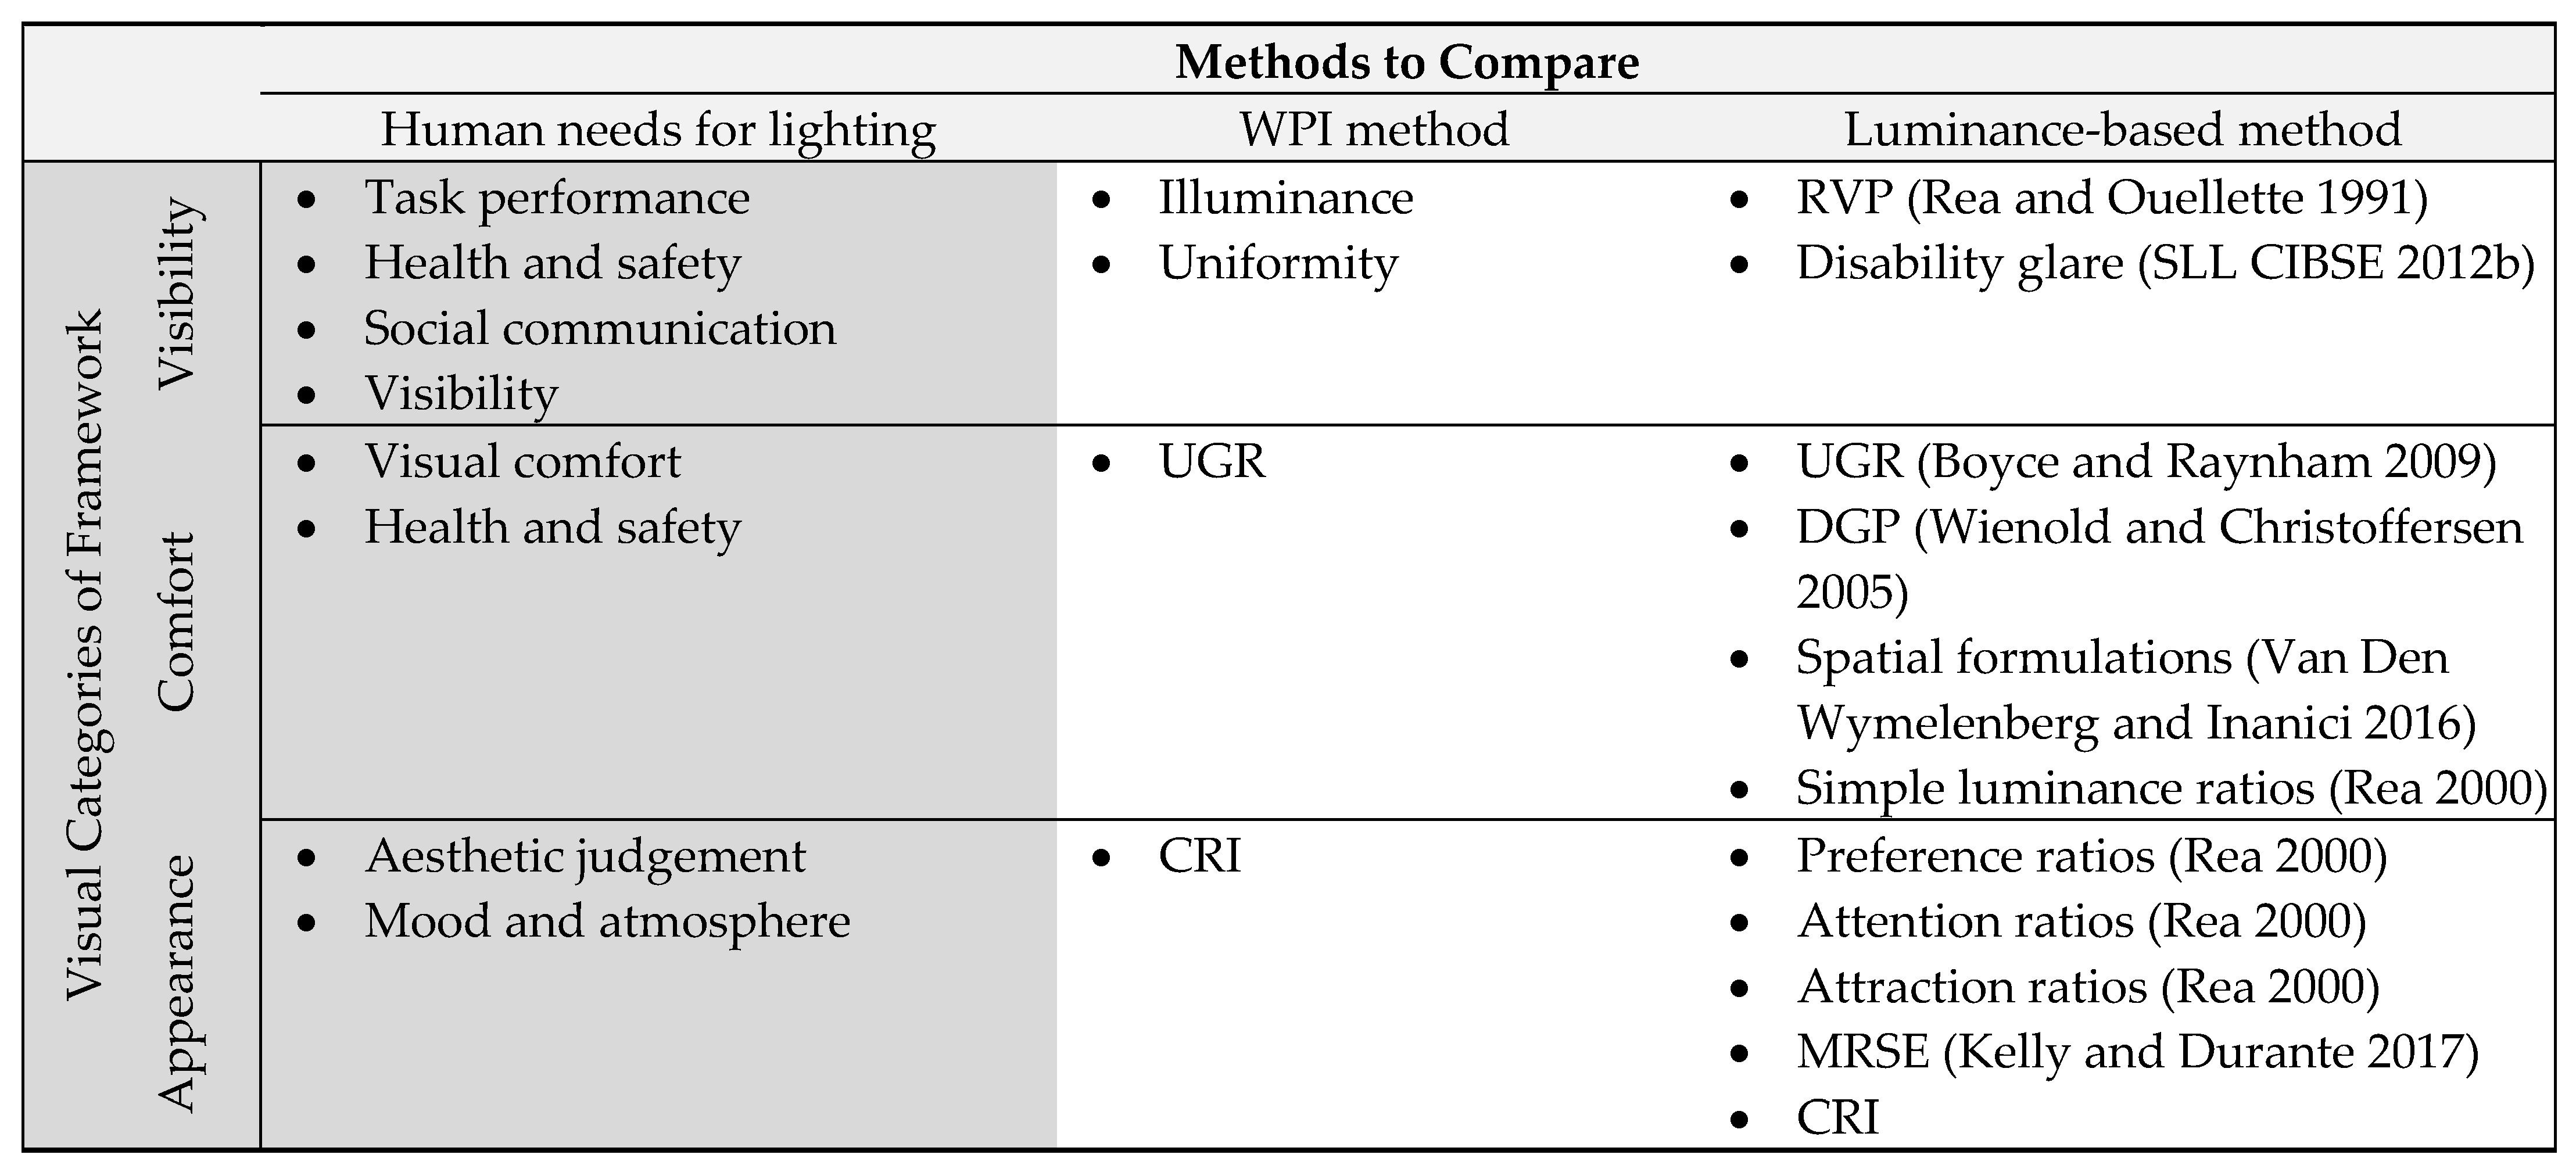 Methods to Compare
Human needs for lighting
WPI method
Luminance-based method
Visual Categories of Framework
Visibility
• Task performance
• Health and safety
• Social communication
• Visibility
• Illuminance
• Uniformity
• RVP (Rea and Ouellette 1991)
• Disability glare (SLL CIBSE 2012b)
Comfort
• Visual comfort
• Health and safety
• UGR
• UGR (Boyce and Raynham 2009)
• DGP (Wienold and Christoffersen
2005)
• Spatial formulations (Van Den
Wymelenberg and Inanici 2016)
• Simple luminance ratios (Rea 2000)
Appearance
• Aesthetic judgement
• Mood and atmosphere
• CRI
• Preference ratios (Rea 2000)
• Attention ratios (Rea 2000)
• Attraction ratios (Rea 2000)
• MRSE (Kelly and Durante 2017)
• CRI